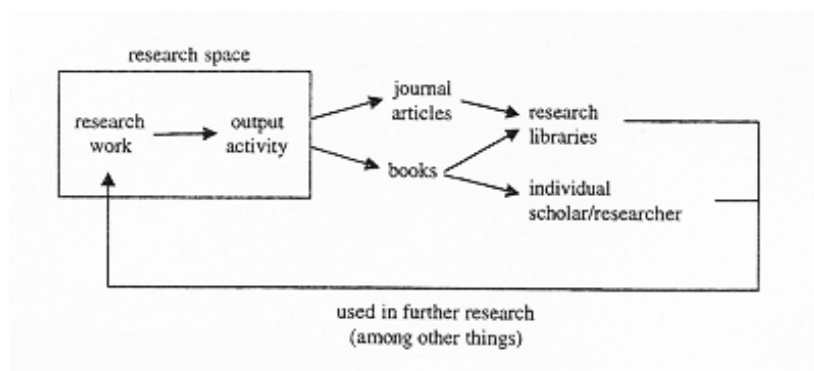 research space
research
work
output
activity
journal
articles
books
research
libraries
individual
scholar/researcher
used in further research
(among other things)